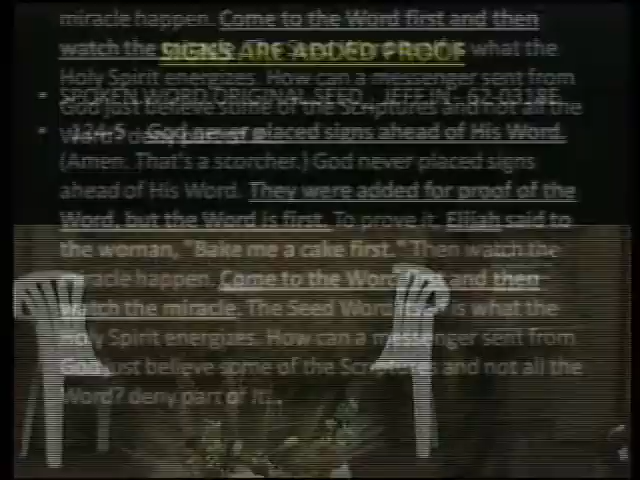 miracle happen. Come to the Word first and then
watch the miracle. is what the
SIGNS ARE ADDED PROOF
Holy Spirit energizes. How can a messenger sent from
SPOKEN WORD ORIGINAL SEED JEFF.IN 62-0318E
God just believe some of the Scriptures and not all the
God never placed signs ahead of His Word.
(Amen. That's a scorcher.) God never placed signs
ahead of His Word. They were added for proof of the
Word, but the Word is first. To prove it, Elijah said to
the woman, "Bake me a cake first." Then watch the
miracle happen. Come to the Word first and then
watch the miracle. The Seed Word is what the
Holy Spirit energizes. How can a messenger sent from
God just believe some of the Scriptures and not all the
Word? deny part of it.